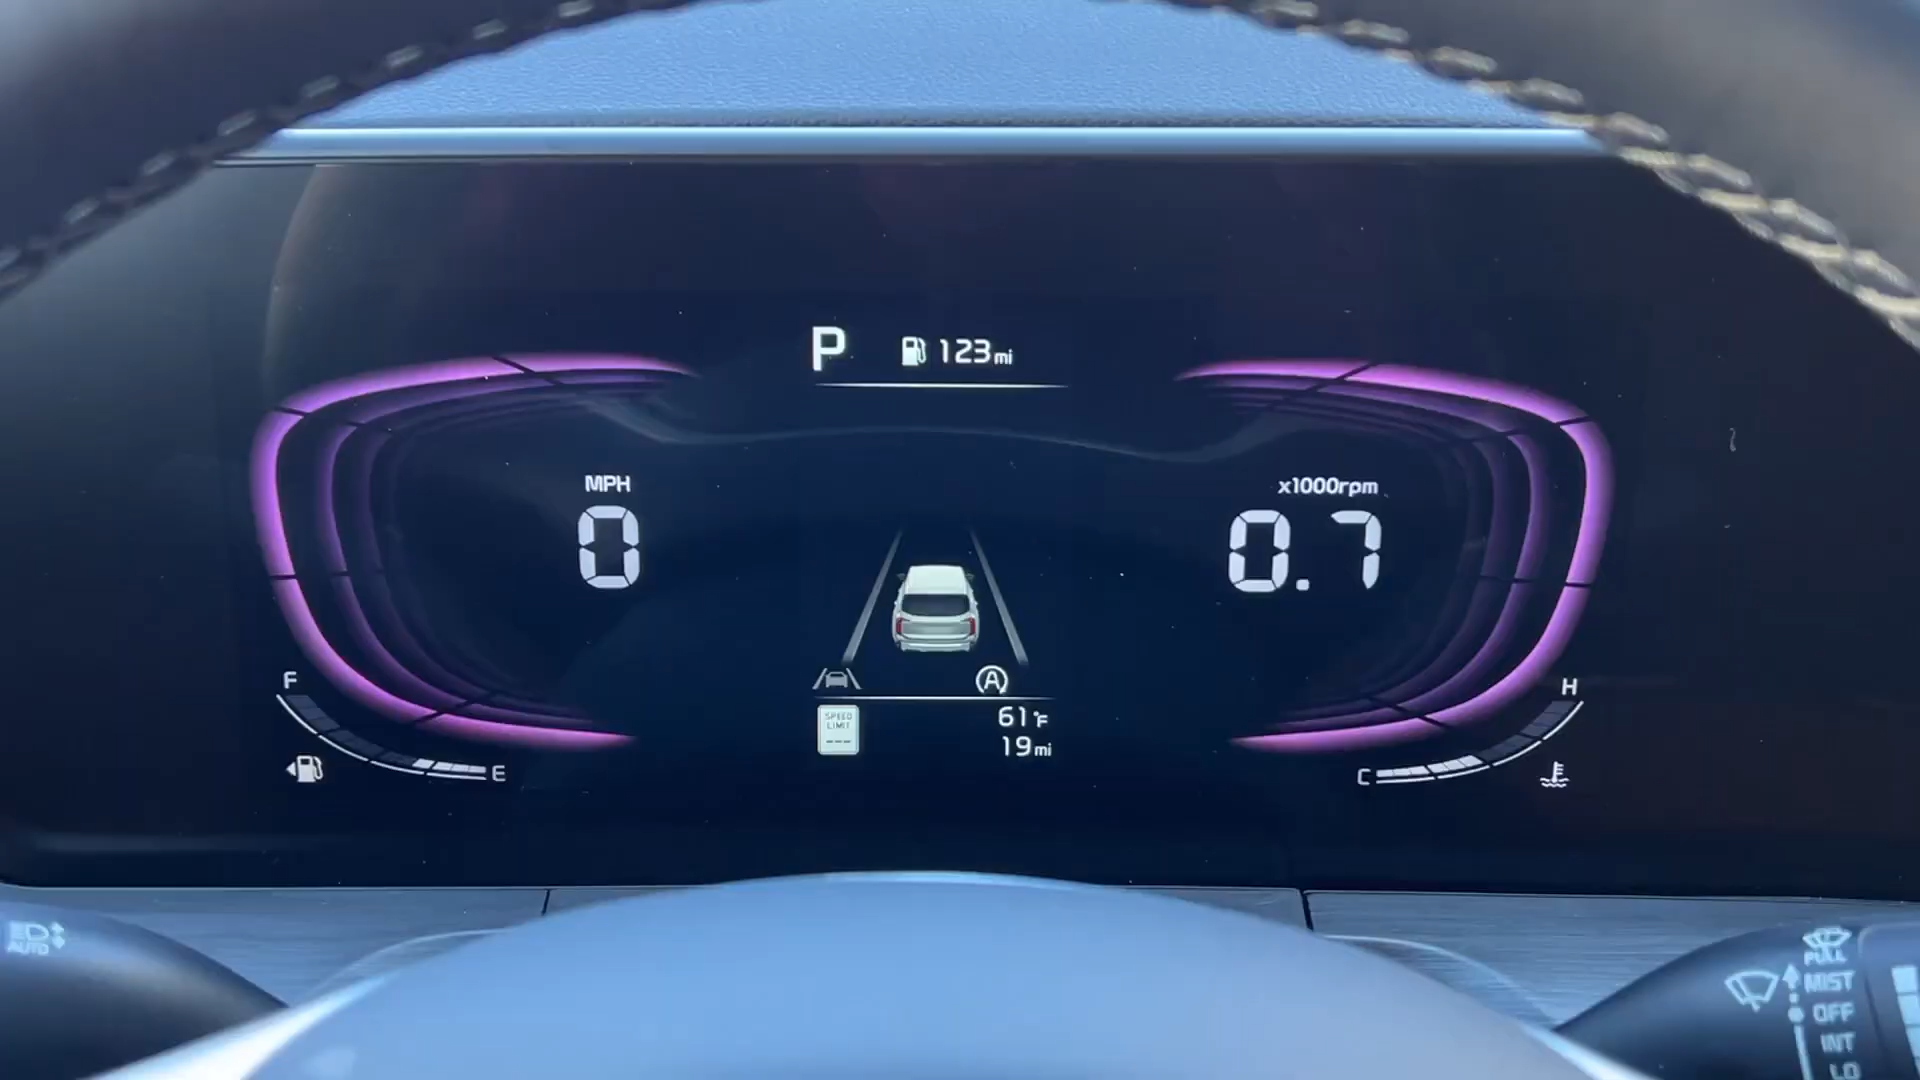 P 123mi
MPH
0
x1000rpm
0.7
A
SPEED
LIMIT
---
61°F
19mi
F
E
H
C
AUTO
PULL
MIST
OFF
INT
LO